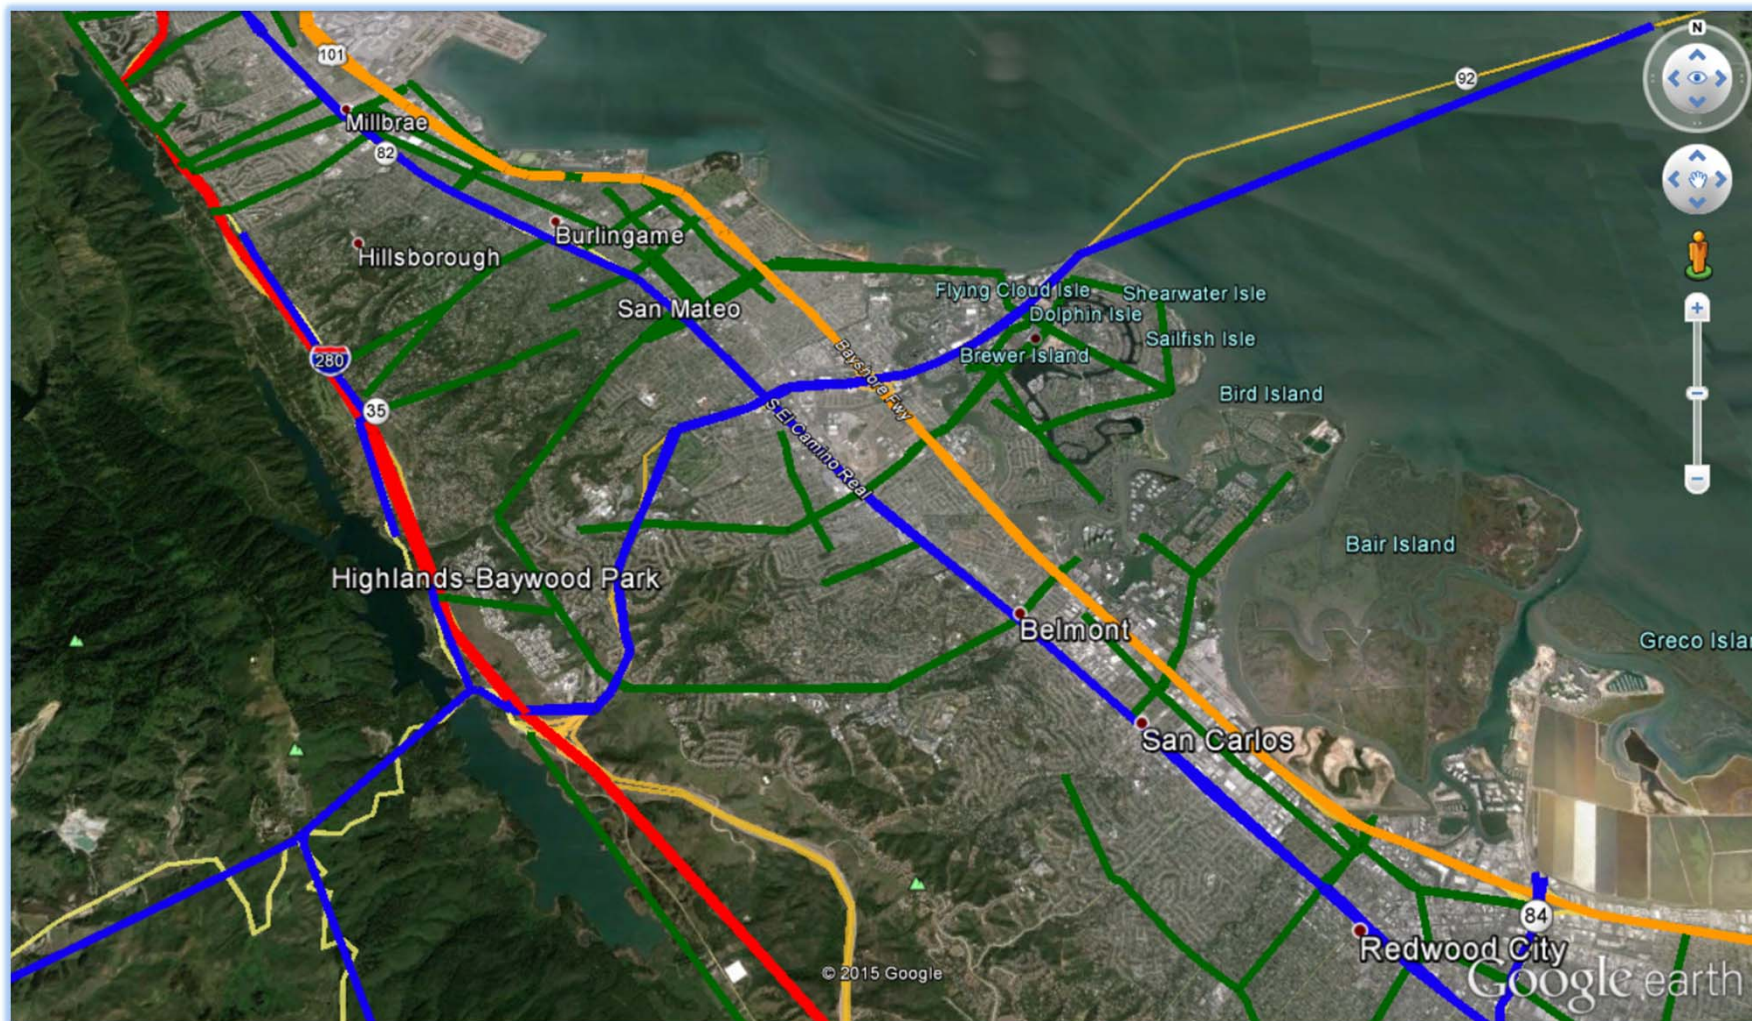 N
101
92
Millbrae
82
Burlingame
Hillsborough
Flying Cloud Isle
Shearwater Isle
San Mateo
Dolphin Isle
Sailfish Isle
Brewer Island
280
Bayshore Fwy
Bird Island
35
S El Camino Real
Bair Island
Highlands-Baywood Park
Belmont
Greco Islan
San Carlos
84
Redwood City
© 2015 Google
Google earth